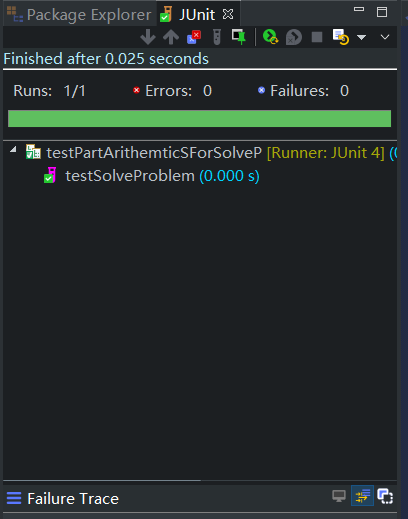 Package Explorer JUnit
Finished after 0.025 seconds
Runs: 1/1 Errors: 0 Failures: 0
testPartArithemticSForSolveP [Runner: JUnit 4] (0
testSolveProblem (0.000 s)
Failure Trace